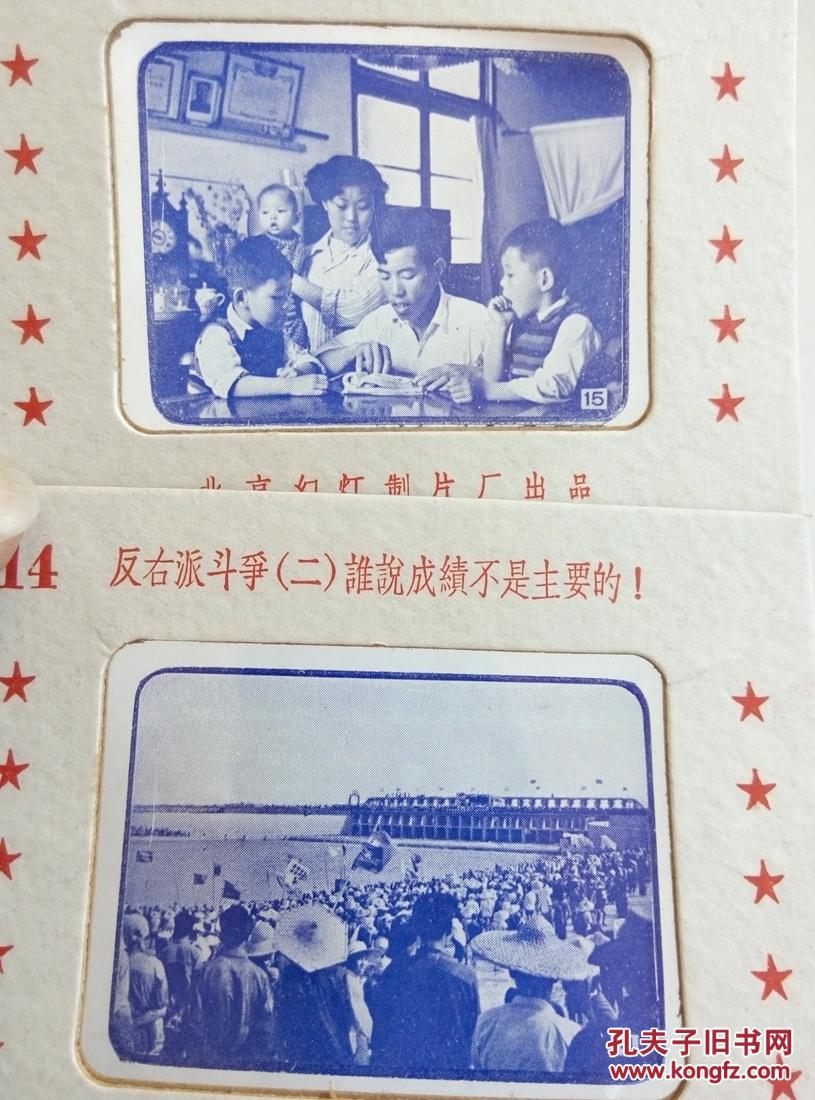 15
北京幻灯制片厂出品
14 反右派斗爭(二)誰說成績不是主要的!
孔夫子旧书网
www.kongfz.com